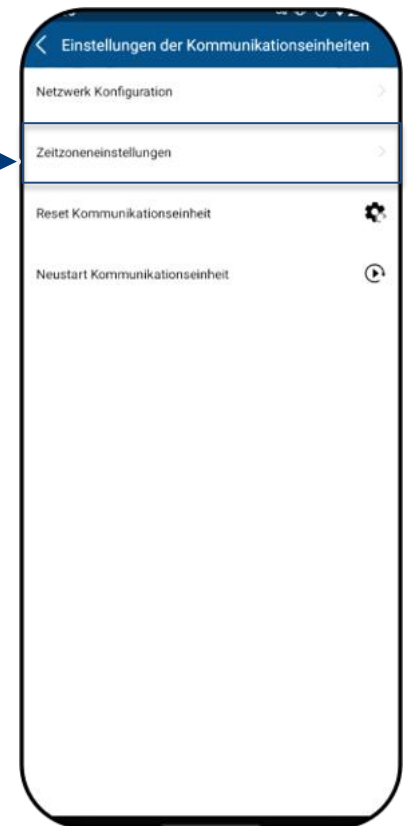 Einstellungen der Kommunikationseinheiten
Netzwerk Konfiguration
Zeitzoneneinstellungen
Reset Kommunikationseinheit
Neustart Kommunikationseinheit